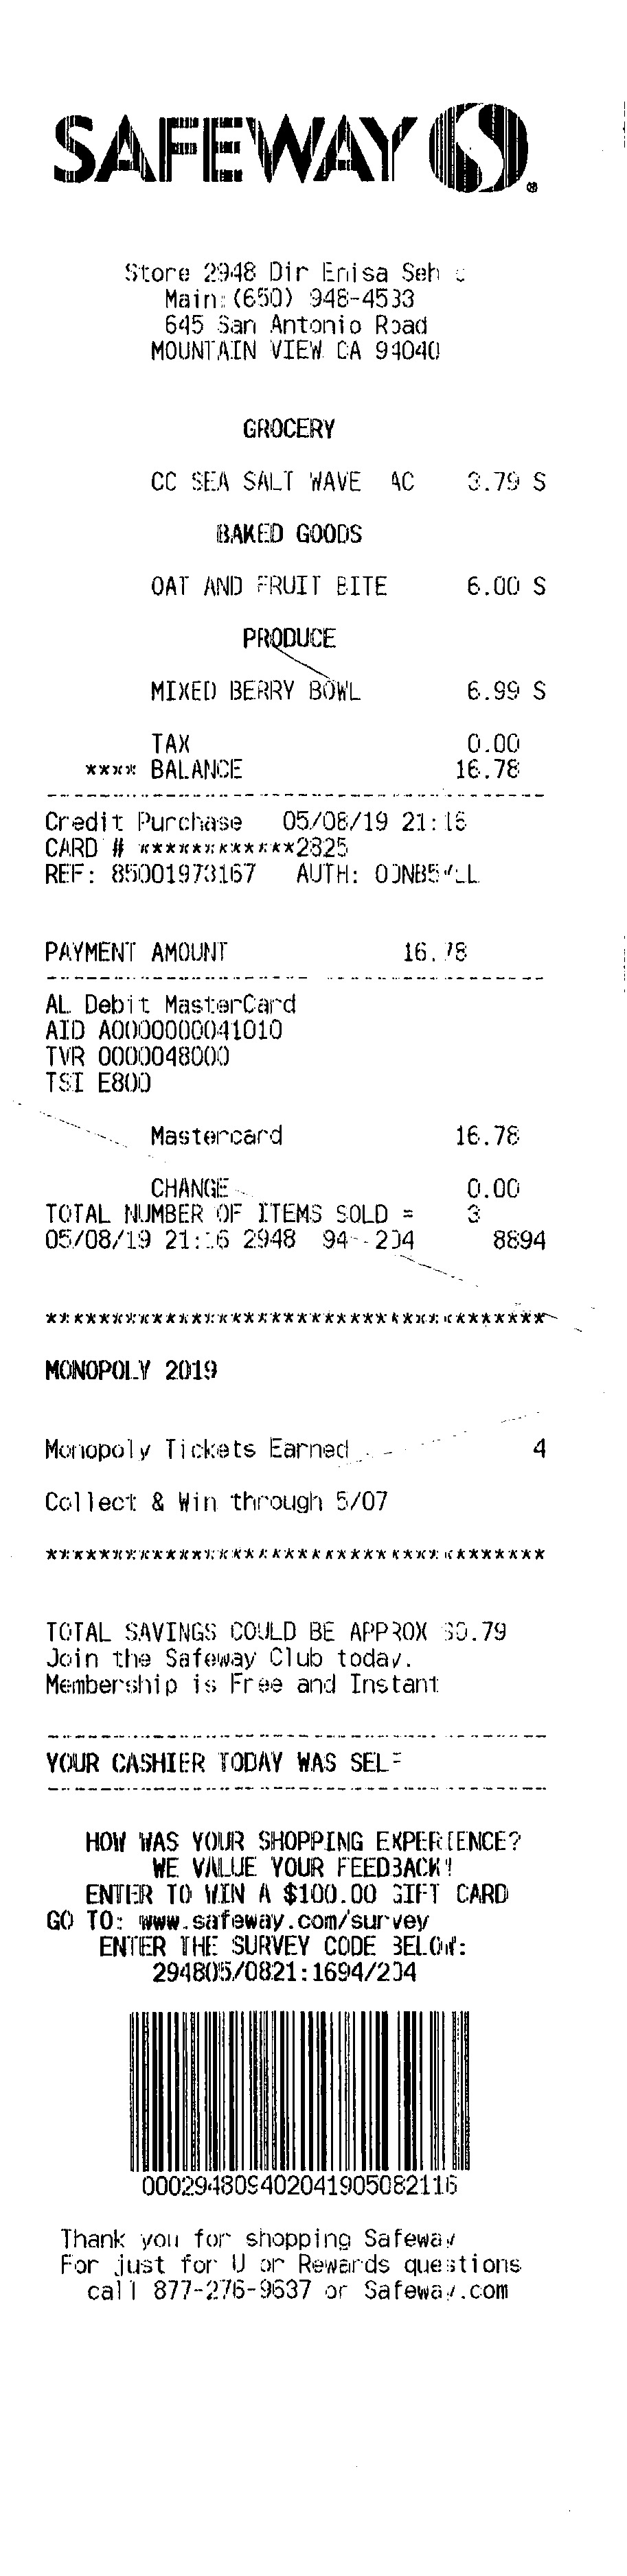 SAFEWAY
Store 2948 Dir Enisa
Main:(650) 948-4533
645 San Antonio Road
MOUNTAIN VIEW CA 94040
GROCERY
CC SEA SALT WAVE AC 3.79 S
BAKED GOODS
OAT AND FRUIT BITE 6.00 S
PRODUCE
MIXED BERRY BOWL 6.99 S
TAX 0.00
**** BALANCE 16.78
Credit Purchase 05/08/19 21:16
CARD # ************2825
REF: 85001973167 AUTH:
PAYMENT AMOUNT 16.78
AL Debit MasterCard
AID A0000000041010
TVR 0000048000
TSI E800
Mastercard 16.78
CHANGE 0.00
TOTAL NUMBER OF ITEMS SOLD = 3
05/08/19 21:16 2948 94 204 8894
**************************************
MONOPOLY 2019
Monopoly Tickets Earned 4
Collect & Win through 5/07
**************************************
TOTAL SAVINGS COULD BE APPROX $0.79
Join the Safeway Club today.
Membership is Free and Instant
YOUR CASHIER TODAY WAS SELF
HOW WAS YOUR SHOPPING EXPERIENCE?
WE VALUE YOUR FEEDBACK!
ENTER TO WIN A $100.00 GIFT CARD
GO TO: www.safeway.com/survey
ENTER THE SURVEY CODE BELOW:
294805/0821:1694/204
000294809402041905082116
Thank you for shopping Safeway
For just for U or Rewards questions
call 877-276-9637 or Safeway.com